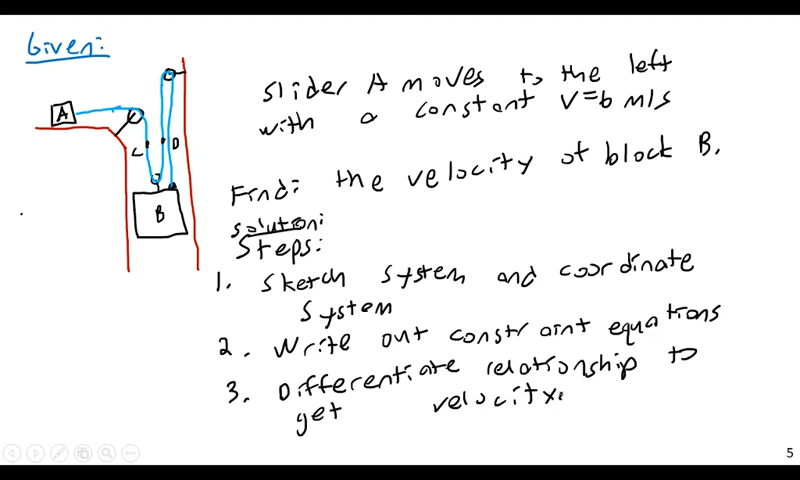 Given:
A
C
D
B
Slider A moves to the left
with a constant v=6 m/s
Find: the velocity of block B.
solution:
Steps:
1. Sketch system and coordinate
system
2. Write out constraint equations
3. Differentiate relationship to
get velocity.
5